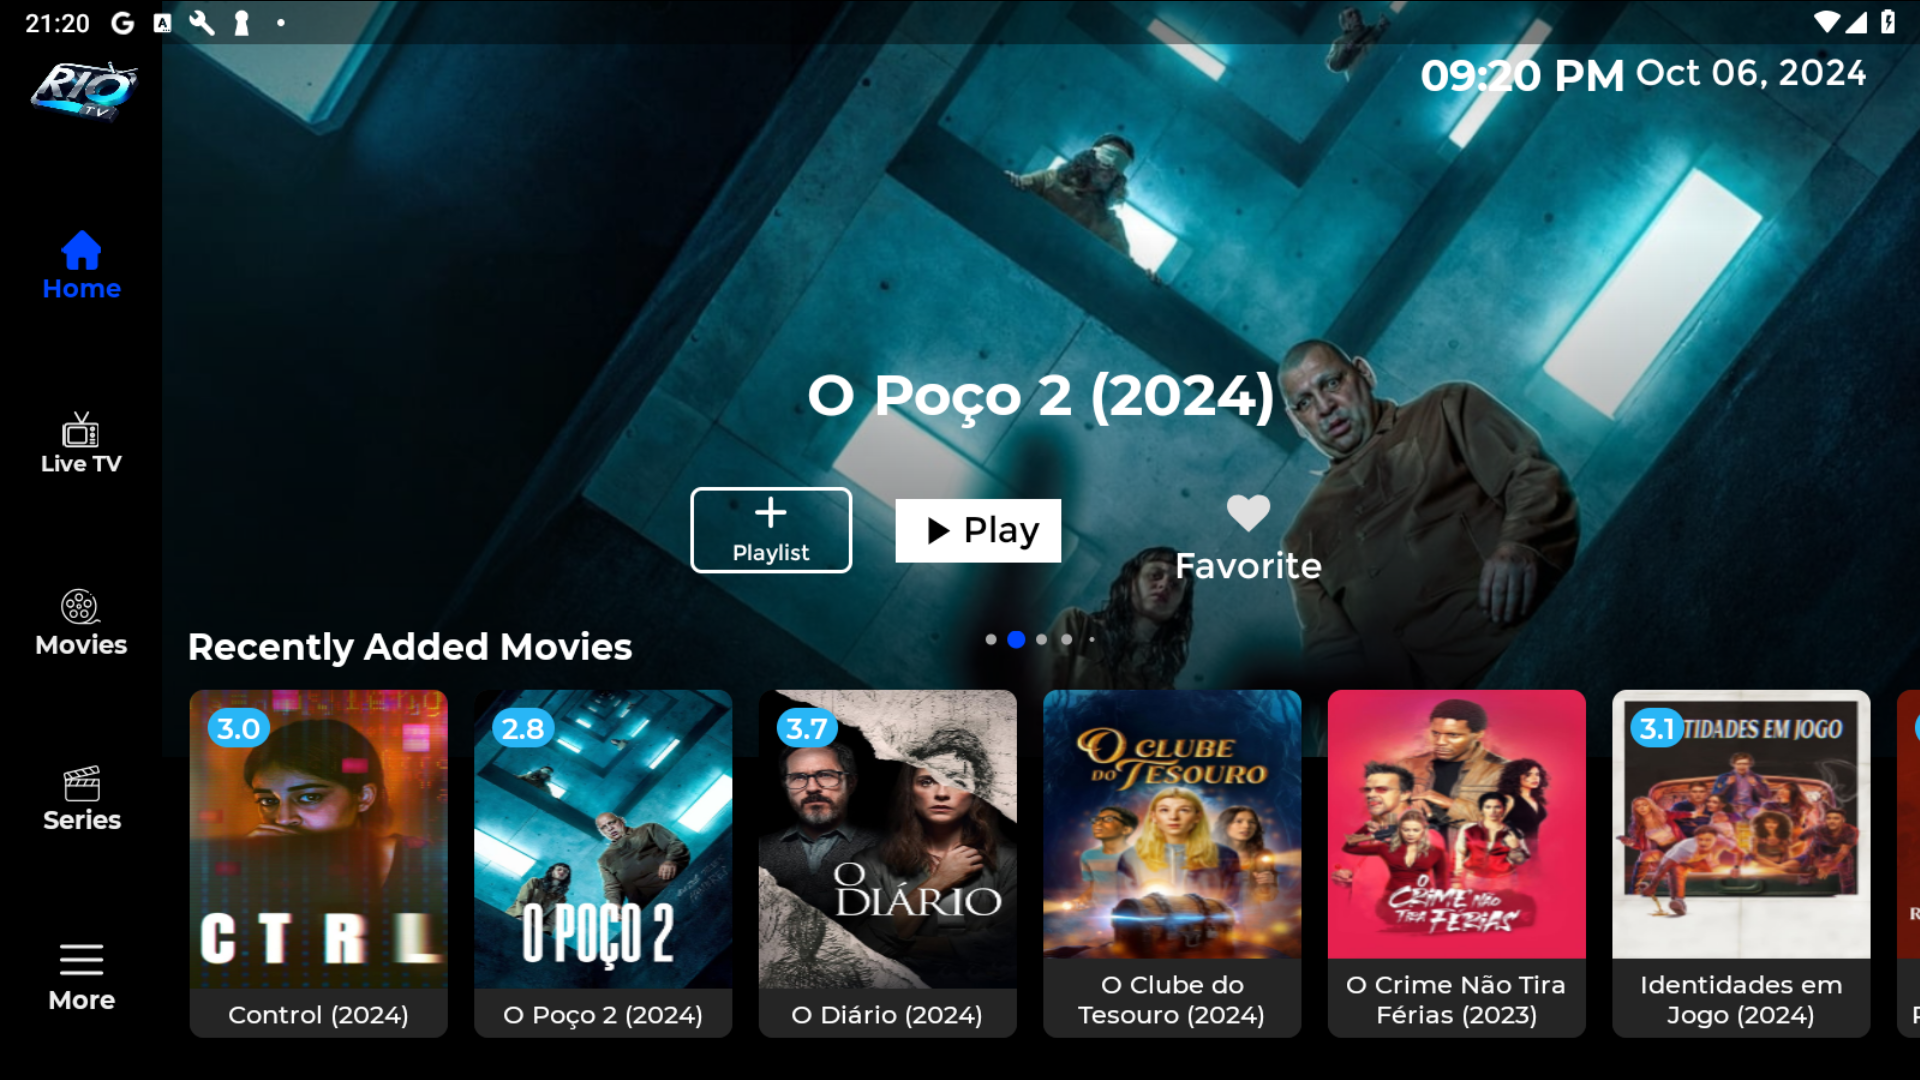 21:20
RIO
TV
09:20 PM Oct 06, 2024
Home
Live TV
Movies
Series
More
O Poço 2 (2024)
Playlist
Play
Favorite
Recently Added Movies
3.0
CTRL
Control (2024)
2.8
O POÇO 2
O Poço 2 (2024)
3.7
O DIÁRIO
O Diário (2024)
O CLUBE
DO TESOURO
O Clube do
Tesouro (2024)
O
CRIME NÃO
TIRA FÉRIAS
O Crime Não Tira
Férias (2023)
3.1
TIDADES EM JOGO
Identidades em
Jogo (2024)